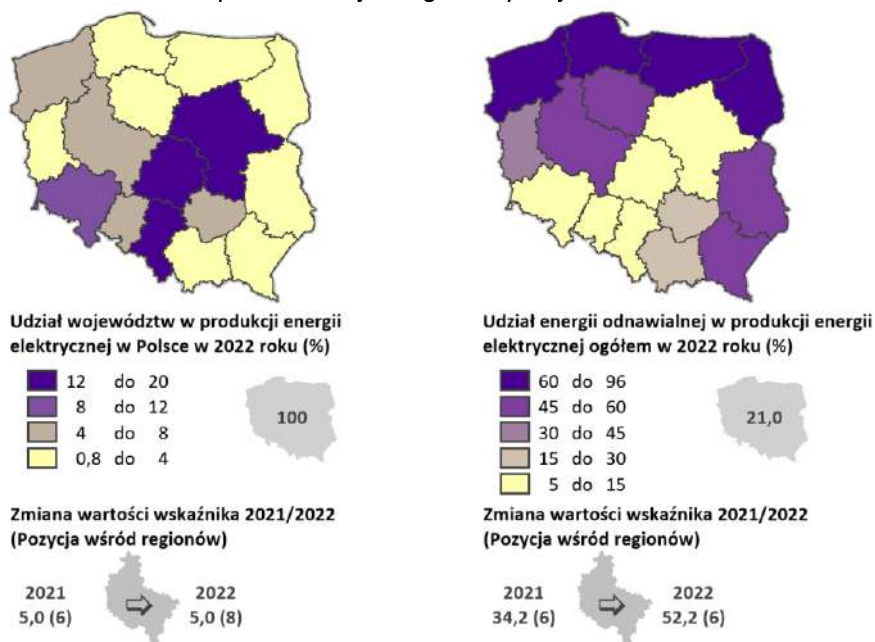 Udział województw w produkcji energii
elektrycznej w Polsce w 2022 roku (%)
12 do 20
8 do 12
4 do 8
0,8 do 4
100
Zmiana wartości wskaźnika 2021/2022
(Pozycja wśród regionów)
2021
5,0 (6)
2022
5,0 (8)
Udział energii odnawialnej w produkcji energii
elektrycznej ogółem w 2022 roku (%)
60 do 96
45 do 60
30 do 45
15 do 30
5 do 15
21,0
Zmiana wartości wskaźnika 2021/2022
(Pozycja wśród regionów)
2021
34,2 (6)
2022
52,2 (6)